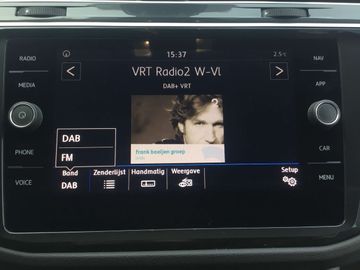 RADIO
15:37
2.5°C
NAV
VRT Radio2 W-Vl
MEDIA
DAB+ VRT
APP
DAB
FM
Frank boeijen groep
PHONE
CAR
Band
DAB
Zenderlijst
Handmatig
Weergave
Setup
VOICE
MENU